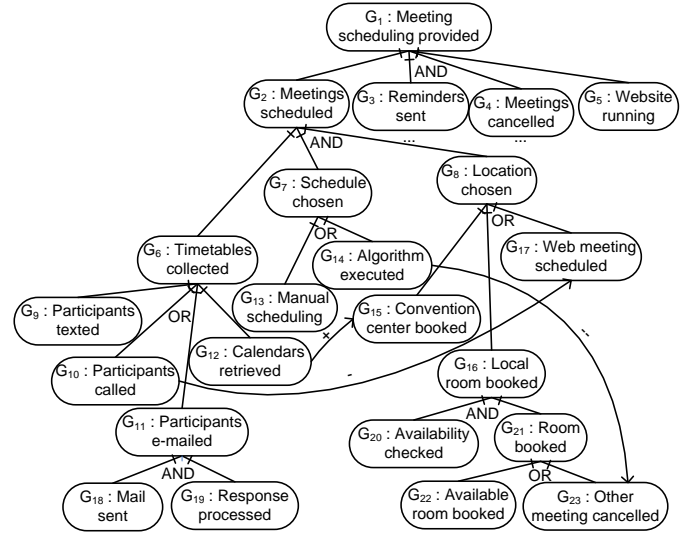 G₁ : Meeting
scheduling provided
AND
G₂ : Meetings
scheduled
G₃ : Reminders
sent
G₄ : Meetings
cancelled
G₅ : Website
running
...
...
AND
G₇ : Schedule
chosen
G₈ : Location
chosen
OR
OR
G₆ : Timetables
collected
G₁₄ : Algorithm
executed
G₁₇ : Web meeting
scheduled
G₁₃ : Manual
scheduling
G₁₅ : Convention
center booked
G₉ : Participants
texted
OR
+
--
G₁₂ : Calendars
retrieved
G₁₀ : Participants
called
-
G₁₆ : Local
room booked
G₁₁ : Participants
e-mailed
AND
G₂₀ : Availability
checked
G₂₁ : Room
booked
AND
OR
G₁₈ : Mail
sent
G₁₉ : Response
processed
G₂₂ : Available
room booked
G₂₃ : Other
meeting cancelled